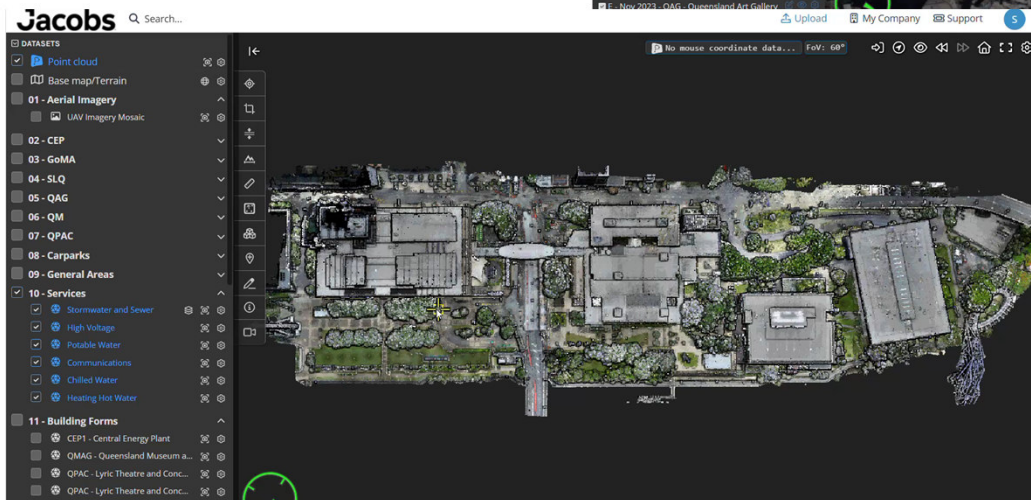 E - Nov 2023 - QAG - Queensland Art Gallery
Jacobs
Search...
Upload
My Company
Support
S
DATASETS
Point cloud
Base map/Terrain
01 - Aerial Imagery
UAV Imagery Mosaic
02 - CEP
03 - GoMA
04 - SLQ
05 - QAG
06 - QM
07 - QPAC
08 - Carparks
09 - General Areas
10 - Services
Stormwater and Sewer
High Voltage
Potable Water
Communications
Chilled Water
Heating Hot Water
11 - Building Forms
CEP1 - Central Energy Plant
QMAG - Queensland Museum a...
QPAC - Lyric Theatre and Conc...
QPAC - Lyric Theatre and Conc...
No mouse coordinate data... FoV: 60°